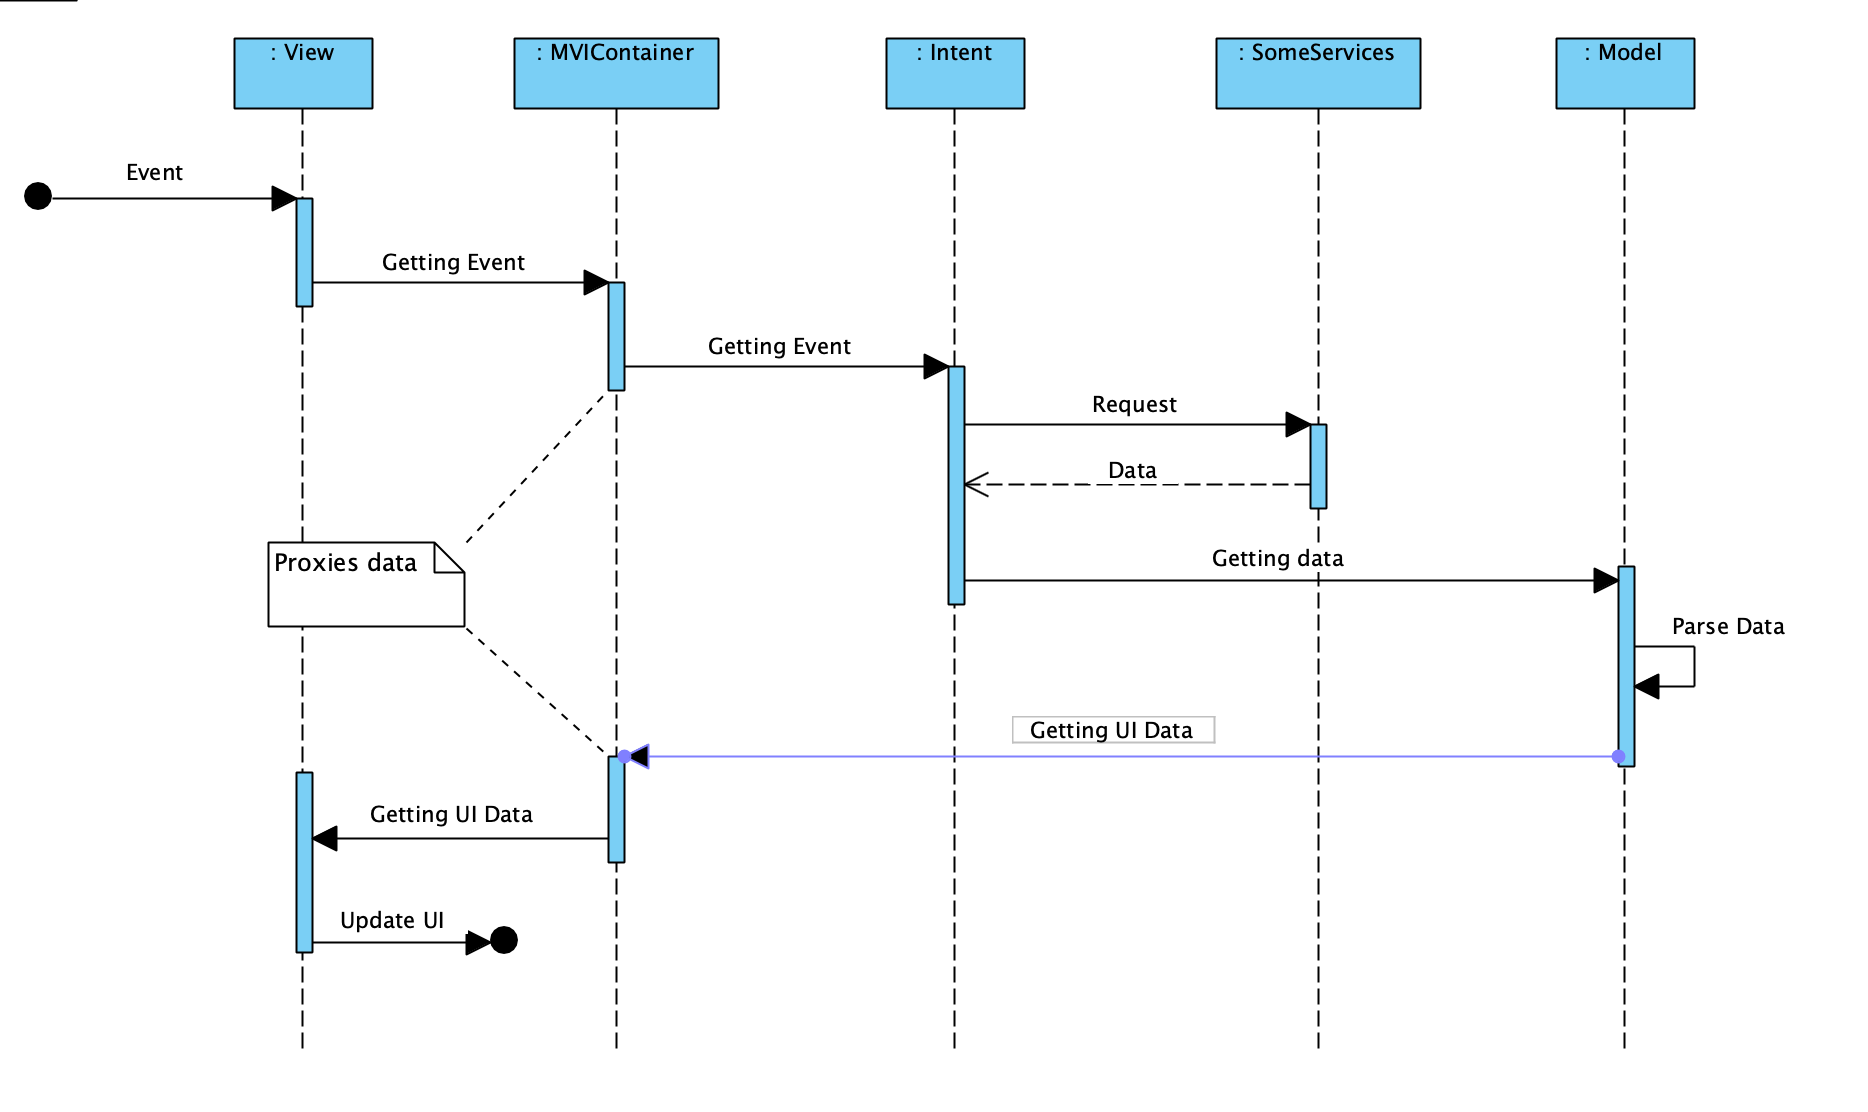 : View
: MVIContainer
: Intent
: SomeServices
: Model
Event
Getting Event
Getting Event
Request
Data
Getting data
Proxies data
Parse Data
Getting UI Data
Getting UI Data
Update UI